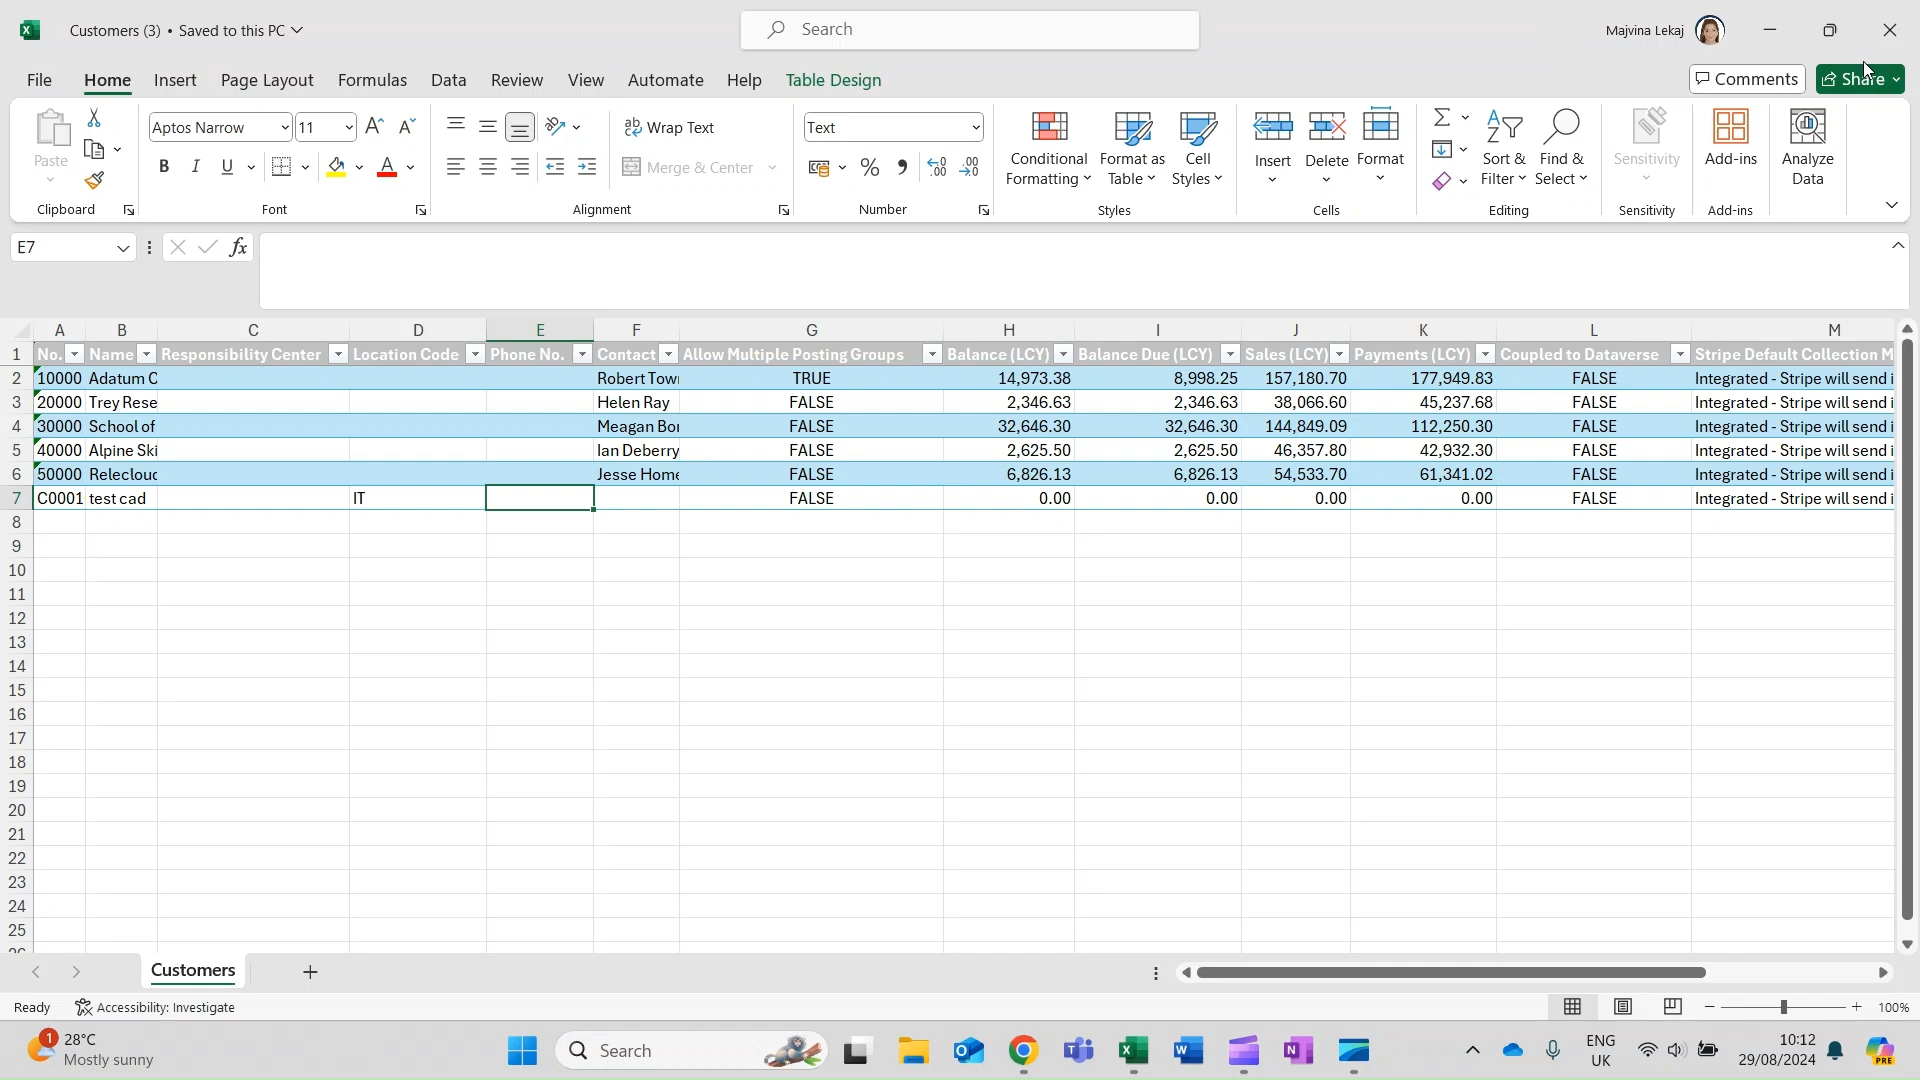 Customers (3) • Saved to this PC
Search
Majvina Lekaj
File Home Insert Page Layout Formulas Data Review View Automate Help Table Design
Comments Share
Paste
Clipboard
Aptos Narrow 11
B I U
Font
Wrap Text
Merge & Center
Alignment
Text
Number
Conditional Formatting
Format as Table
Cell Styles
Styles
Insert Delete Format
Cells
Sort & Filter
Find & Select
Editing
Sensitivity
Sensitivity
Add-ins
Add-ins
Analyze Data
E7 fx
A B C D E F G H I J K L M
1 No. Name Responsibility Center Location Code Phone No. Contact Allow Multiple Posting Groups Balance (LCY) Balance Due (LCY) Sales (LCY) Payments (LCY) Coupled to Dataverse Stripe Default Collection M
2 10000 Adatum C Robert Tow TRUE 14,973.38 8,998.25 157,180.70 177,949.83 FALSE Integrated - Stripe will send i
3 20000 Trey Rese Helen Ray FALSE 2,346.63 2,346.63 38,066.60 45,237.68 FALSE Integrated - Stripe will send i
4 30000 School of Meagan Bo FALSE 32,646.30 32,646.30 144,849.09 112,250.30 FALSE Integrated - Stripe will send i
5 40000 Alpine Ski Ian Deberry FALSE 2,625.50 2,625.50 46,357.80 42,932.30 FALSE Integrated - Stripe will send i
6 50000 Relecloud Jesse Home FALSE 6,826.13 6,826.13 54,533.70 61,341.02 FALSE Integrated - Stripe will send i
7 C0001 test cad IT FALSE 0.00 0.00 0.00 0.00 FALSE Integrated - Stripe will send i
8
9
10
11
12
13
14
15
16
17
18
19
20
21
22
23
24
25
Customers
Ready Accessibility: Investigate 100%
1 28°C
Mostly sunny
Search
ENG
UK
10:12
29/08/2024
PRE